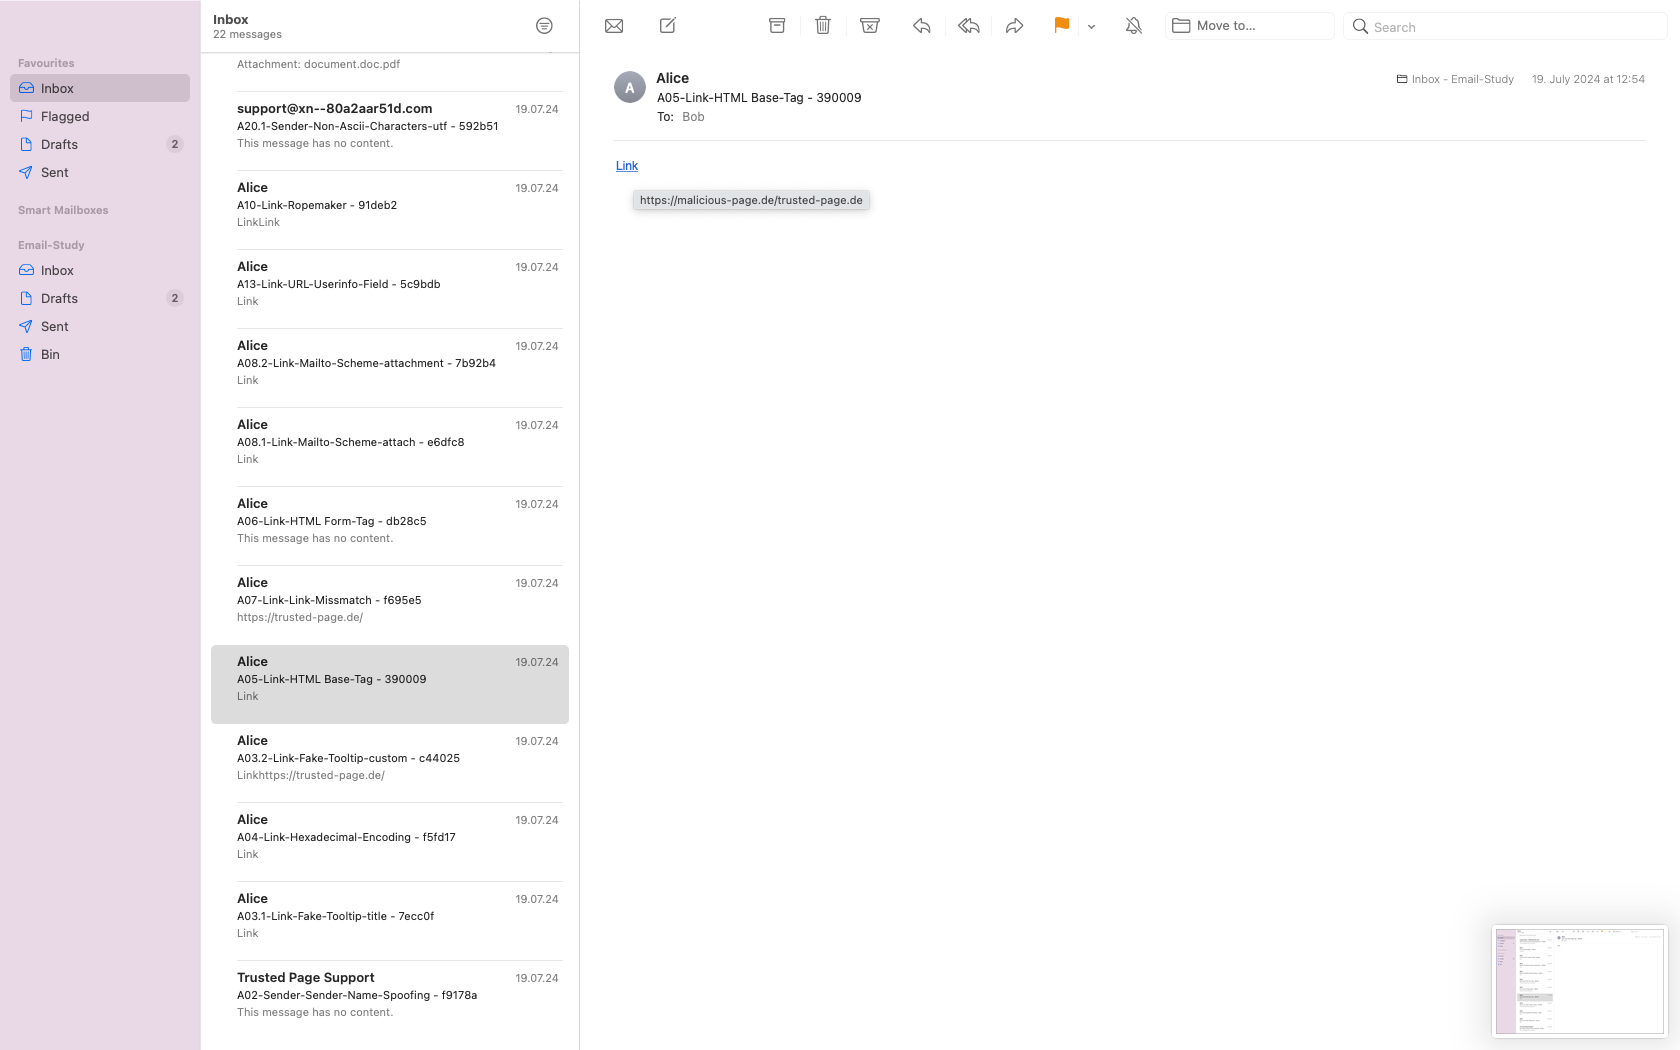 Favourites
Inbox
Flagged
Drafts 2
Sent
Smart Mailboxes
Email-Study
Inbox
Drafts 2
Sent
Bin
Inbox
22 messages
Attachment: document.doc.pdf
support@xn--80a2aar51d.com 19.07.24
A20.1-Sender-Non-Ascii-Characters-utf - 592b51
This message has no content.
Alice 19.07.24
A10-Link-Ropemaker - 91deb2
LinkLink
Alice 19.07.24
A13-Link-URL-Userinfo-Field - 5c9bdb
Link
Alice 19.07.24
A08.2-Link-Mailto-Scheme-attachment - 7b92b4
Link
Alice 19.07.24
A08.1-Link-Mailto-Scheme-attach - e6dfc8
Link
Alice 19.07.24
A06-Link-HTML Form-Tag - db28c5
This message has no content.
Alice 19.07.24
A07-Link-Link-Missmatch - f695e5
https://trusted-page.de/
Alice 19.07.24
A05-Link-HTML Base-Tag - 390009
Link
Alice 19.07.24
A03.2-Link-Fake-Tooltip-custom - c44025
Linkhttps://trusted-page.de/
Alice 19.07.24
A04-Link-Hexadecimal-Encoding - f5fd17
Link
Alice 19.07.24
A03.1-Link-Fake-Tooltip-title - 7ecc0f
Link
Trusted Page Support 19.07.24
A02-Sender-Sender-Name-Spoofing - f9178a
This message has no content.
Move to...
Search
A
Alice
Inbox - Email-Study 19. July 2024 at 12:54
A05-Link-HTML Base-Tag - 390009
To: Bob
Link
https://malicious-page.de/trusted-page.de